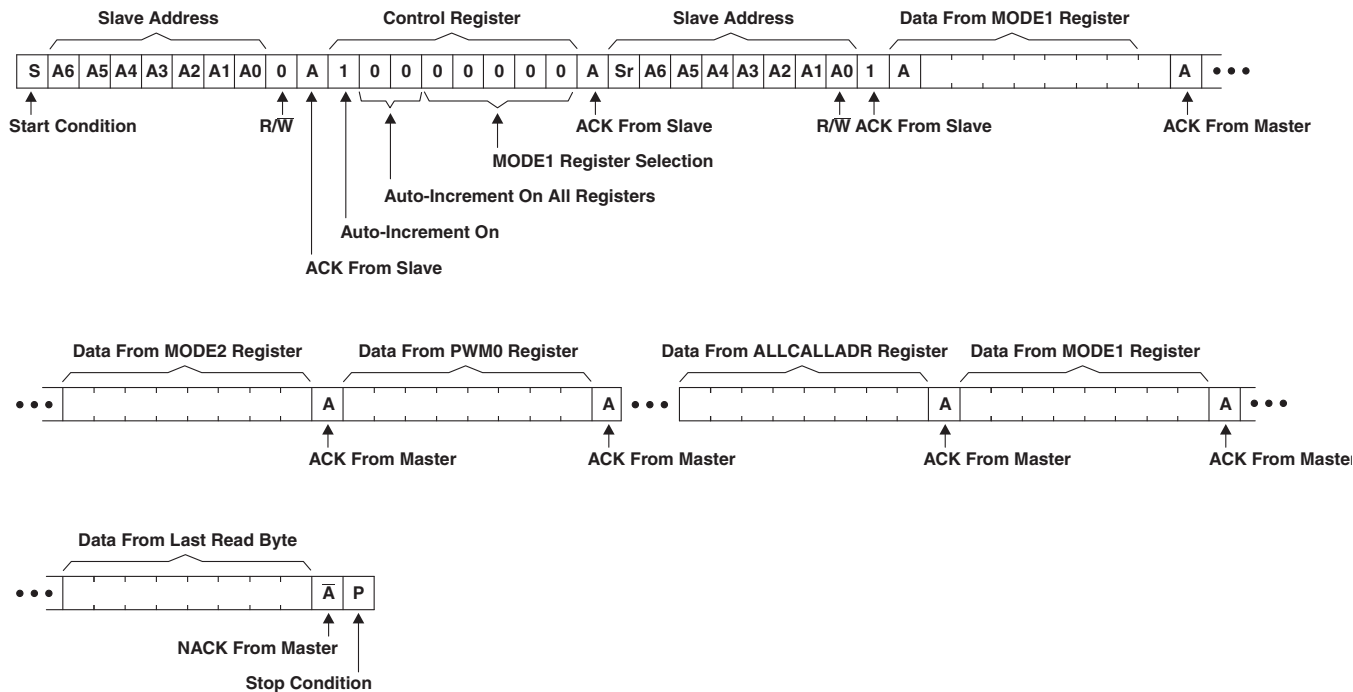 Slave Address Control Register Slave Address Data From MODE1 Register
S A6 A5 A4 A3 A2 A1 A0 0 A 1 0 0 0 0 0 0 0 A Sr A6 A5 A4 A3 A2 A1 A0 1 A A •••
Start Condition R/W̅ ACK From Slave R/W̅ ACK From Slave ACK From Master
MODE1 Register Selection
Auto-Increment On All Registers
Auto-Increment On
ACK From Slave
Data From MODE2 Register Data From PWM0 Register Data From ALLCALLADR Register Data From MODE1 Register
••• A A ••• A A •••
ACK From Master ACK From Master ACK From Master ACK From Master
Data From Last Read Byte
••• A̅ P
NACK From Master
Stop Condition